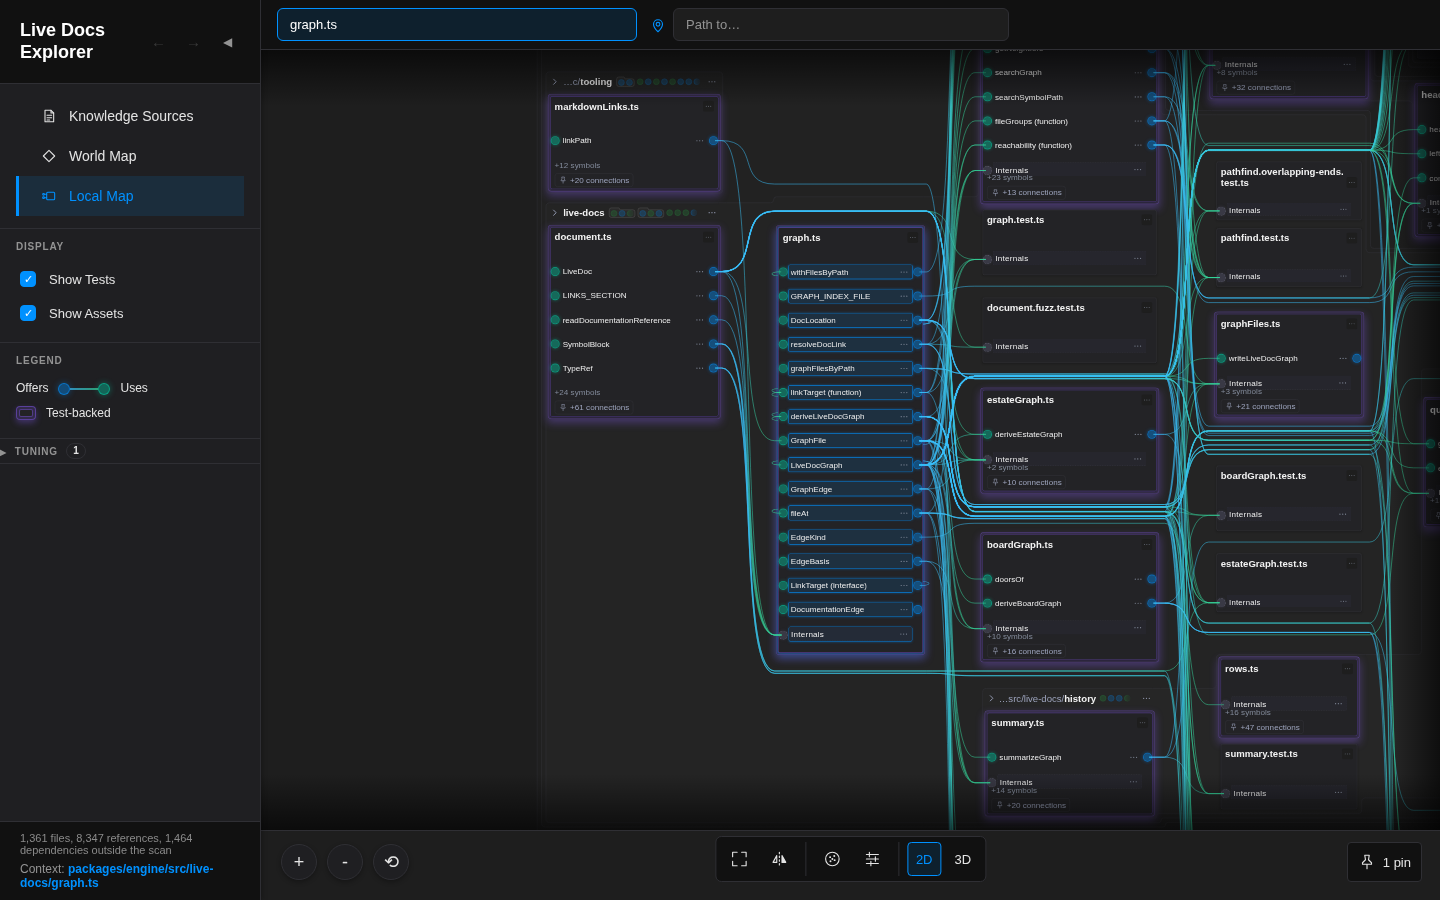 Live Docs
Explorer
← → ◀
Knowledge Sources
World Map
Local Map
DISPLAY
Show Tests
Show Assets
LEGEND
Offers Uses
Test-backed
TUNING 1
1,361 files, 8,347 references, 1,464
dependencies outside the scan
Context: packages/engine/src/live-
docs/graph.ts
graph.ts
Path to…
…c/tooling
markdownLinks.ts
linkPath
+12 symbols
+20 connections
live-docs
document.ts
LiveDoc
LINKS_SECTION
readDocumentationReference
SymbolBlock
TypeRef
+24 symbols
+61 connections
graph.ts
withFilesByPath
GRAPH_INDEX_FILE
DocLocation
resolveDocLink
graphFilesByPath
linkTarget (function)
deriveLiveDocGraph
GraphFile
LiveDocGraph
GraphEdge
fileAt
EdgeKind
EdgeBasis
LinkTarget (interface)
DocumentationEdge
Internals
searchGraph
searchSymbolPath
fileGroups (function)
reachability (function)
Internals
+23 symbols
+13 connections
graph.test.ts
Internals
document.fuzz.test.ts
Internals
estateGraph.ts
deriveEstateGraph
Internals
+2 symbols
+10 connections
boardGraph.ts
doorsOf
deriveBoardGraph
Internals
+10 symbols
+16 connections
…src/live-docs/history
summary.ts
summarizeGraph
Internals
+14 symbols
+20 connections
Internals
+8 symbols
+32 connections
pathfind.overlapping-ends.
test.ts
Internals
pathfind.test.ts
Internals
graphFiles.ts
writeLiveDocGraph
Internals
+3 symbols
+21 connections
boardGraph.test.ts
Internals
estateGraph.test.ts
Internals
rows.ts
Internals
+16 symbols
+47 connections
summary.test.ts
Internals
+ - ⟲
2D 3D
1 pin